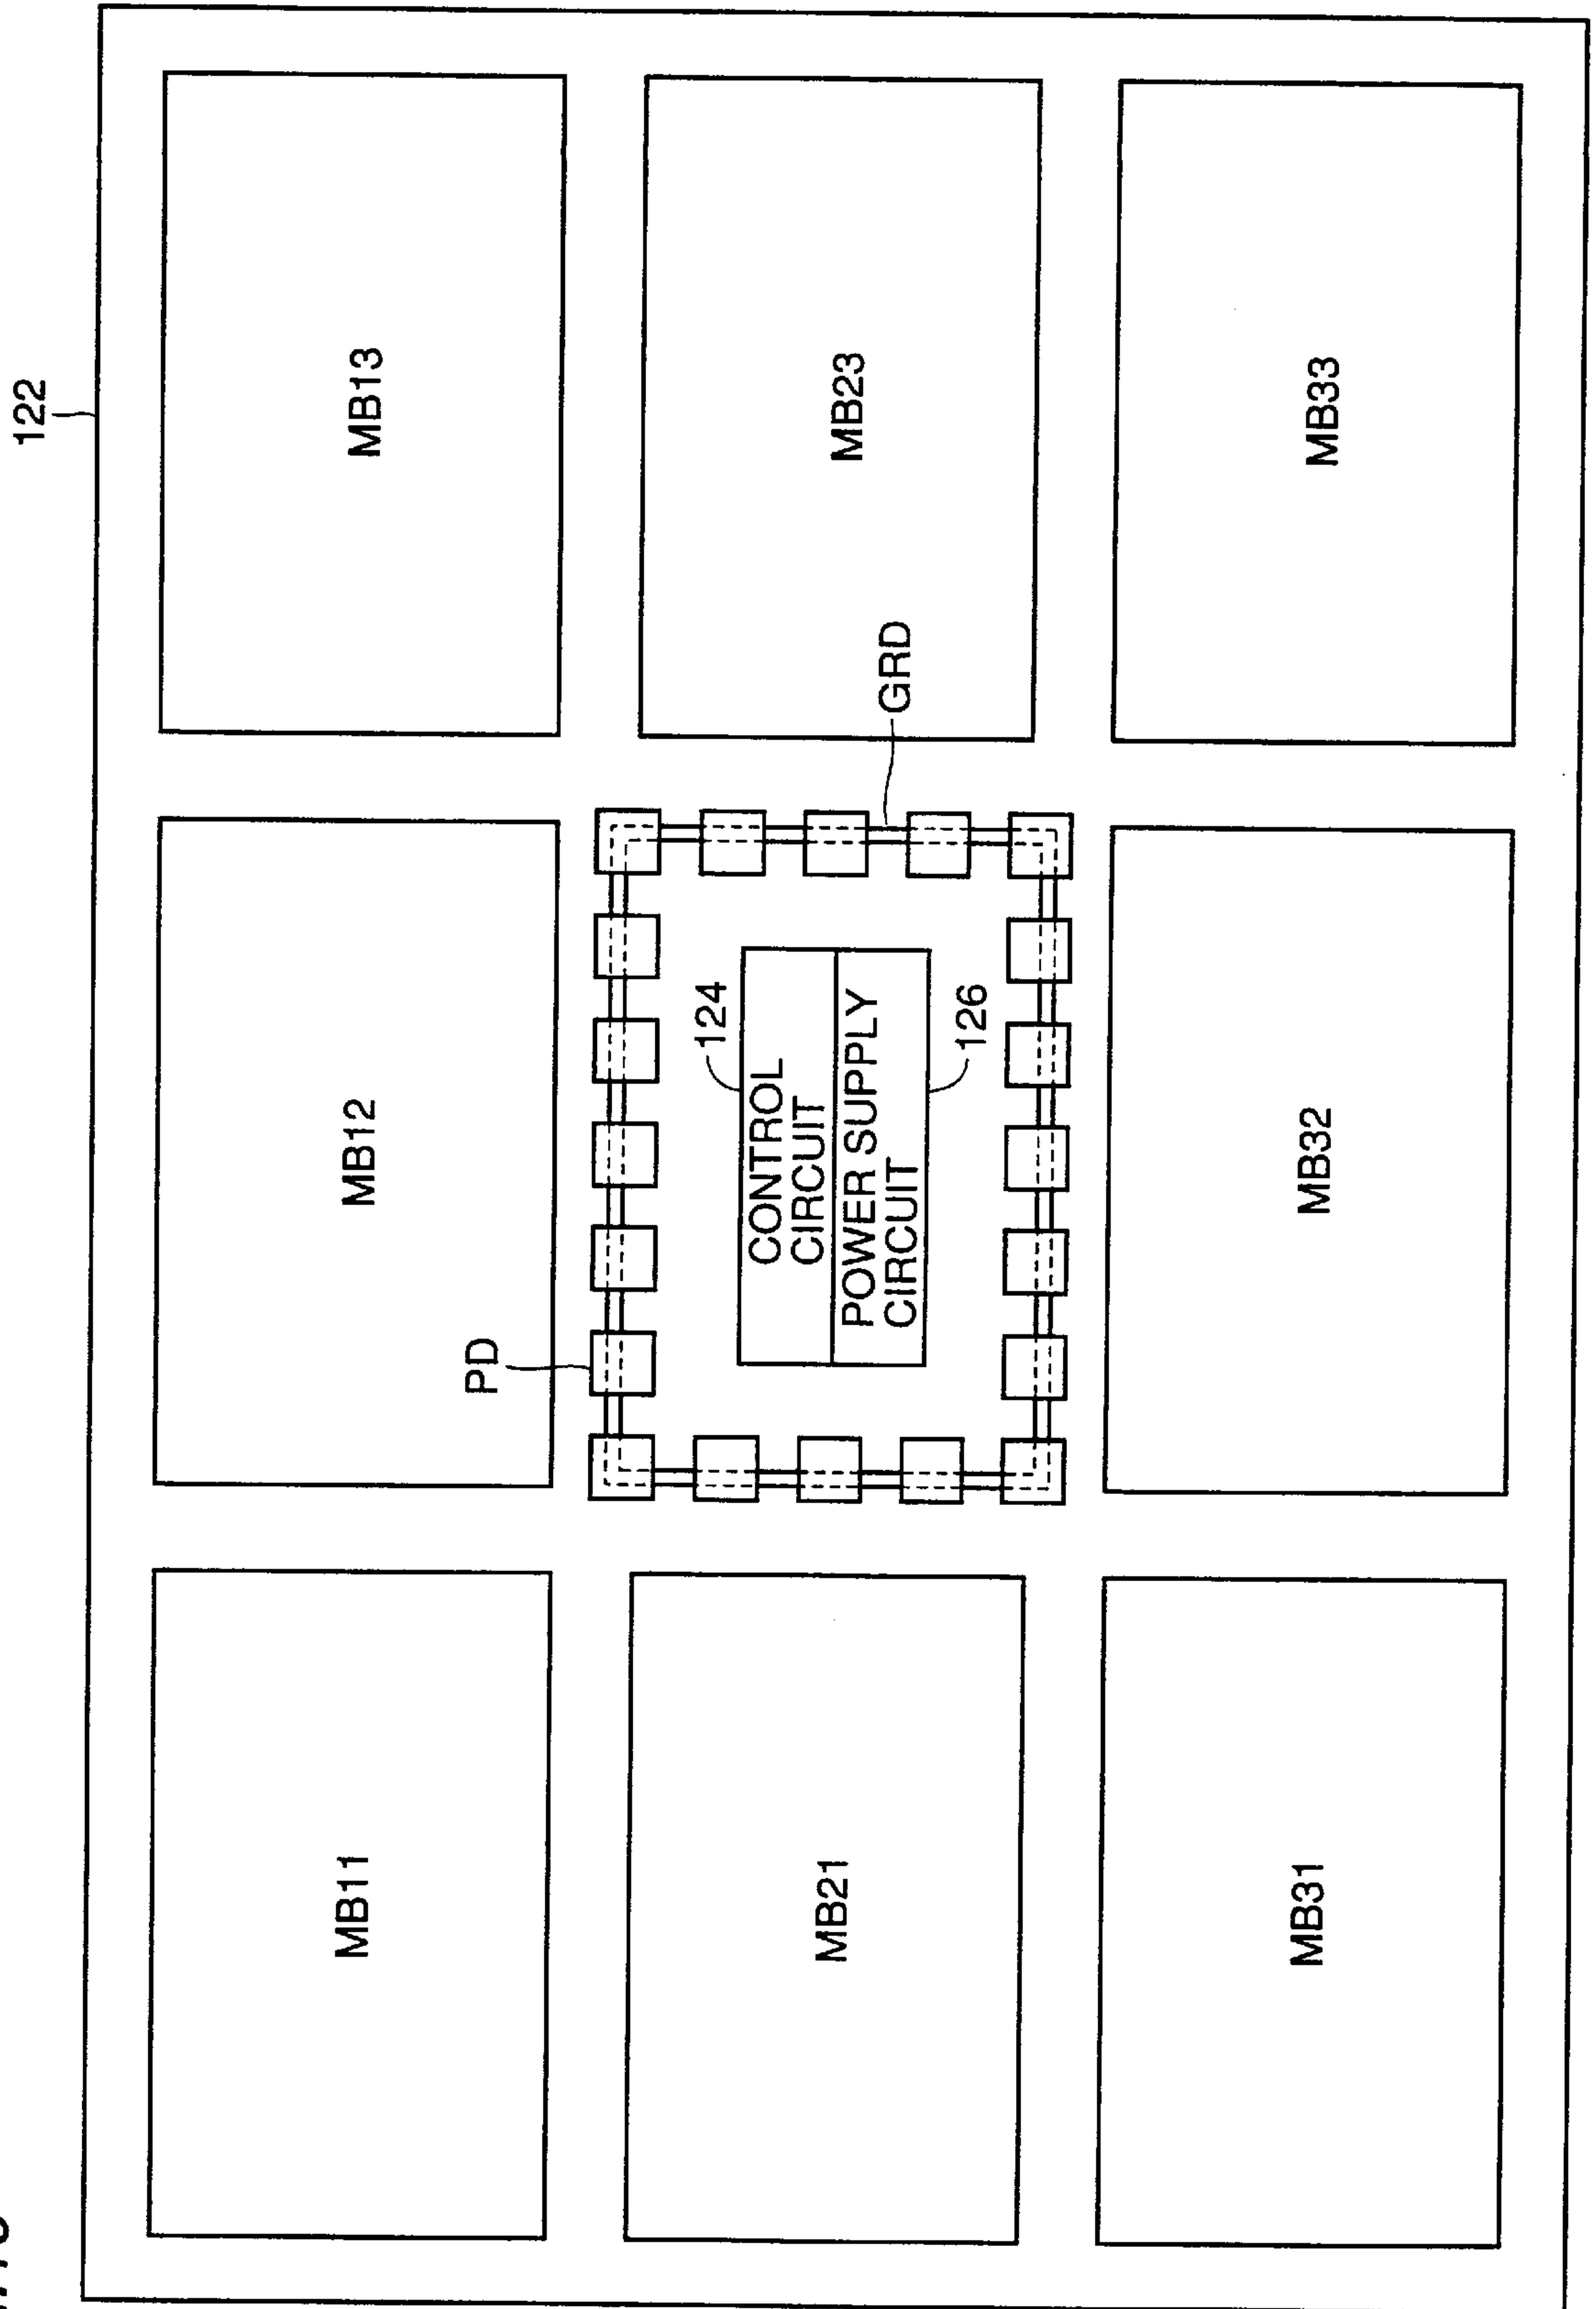 122
MB11
MB12
MB13
PD
124
CONTROL
CIRCUIT
POWER SUPPLY
CIRCUIT
126
GRD
MB21
MB23
MB31
MB32
MB33